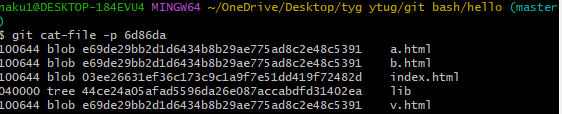 naku1@DESKTOP-184EVU4 MINGW64 ~/OneDrive/Desktop/tyg ytug/git bash/hello (master
)
$ git cat-file -p 6d86da
100644 blob e69de29bb2d1d6434b8b29ae775ad8c2e48c5391    a.html
100644 blob e69de29bb2d1d6434b8b29ae775ad8c2e48c5391    b.html
100644 blob 03ee26631ef36c173c9c1a9f7e51dd419f72482d    index.html
040000 tree 44ce24a05afad5596da26e087accabdfd31402ea    lib
100644 blob e69de29bb2d1d6434b8b29ae775ad8c2e48c5391    v.html